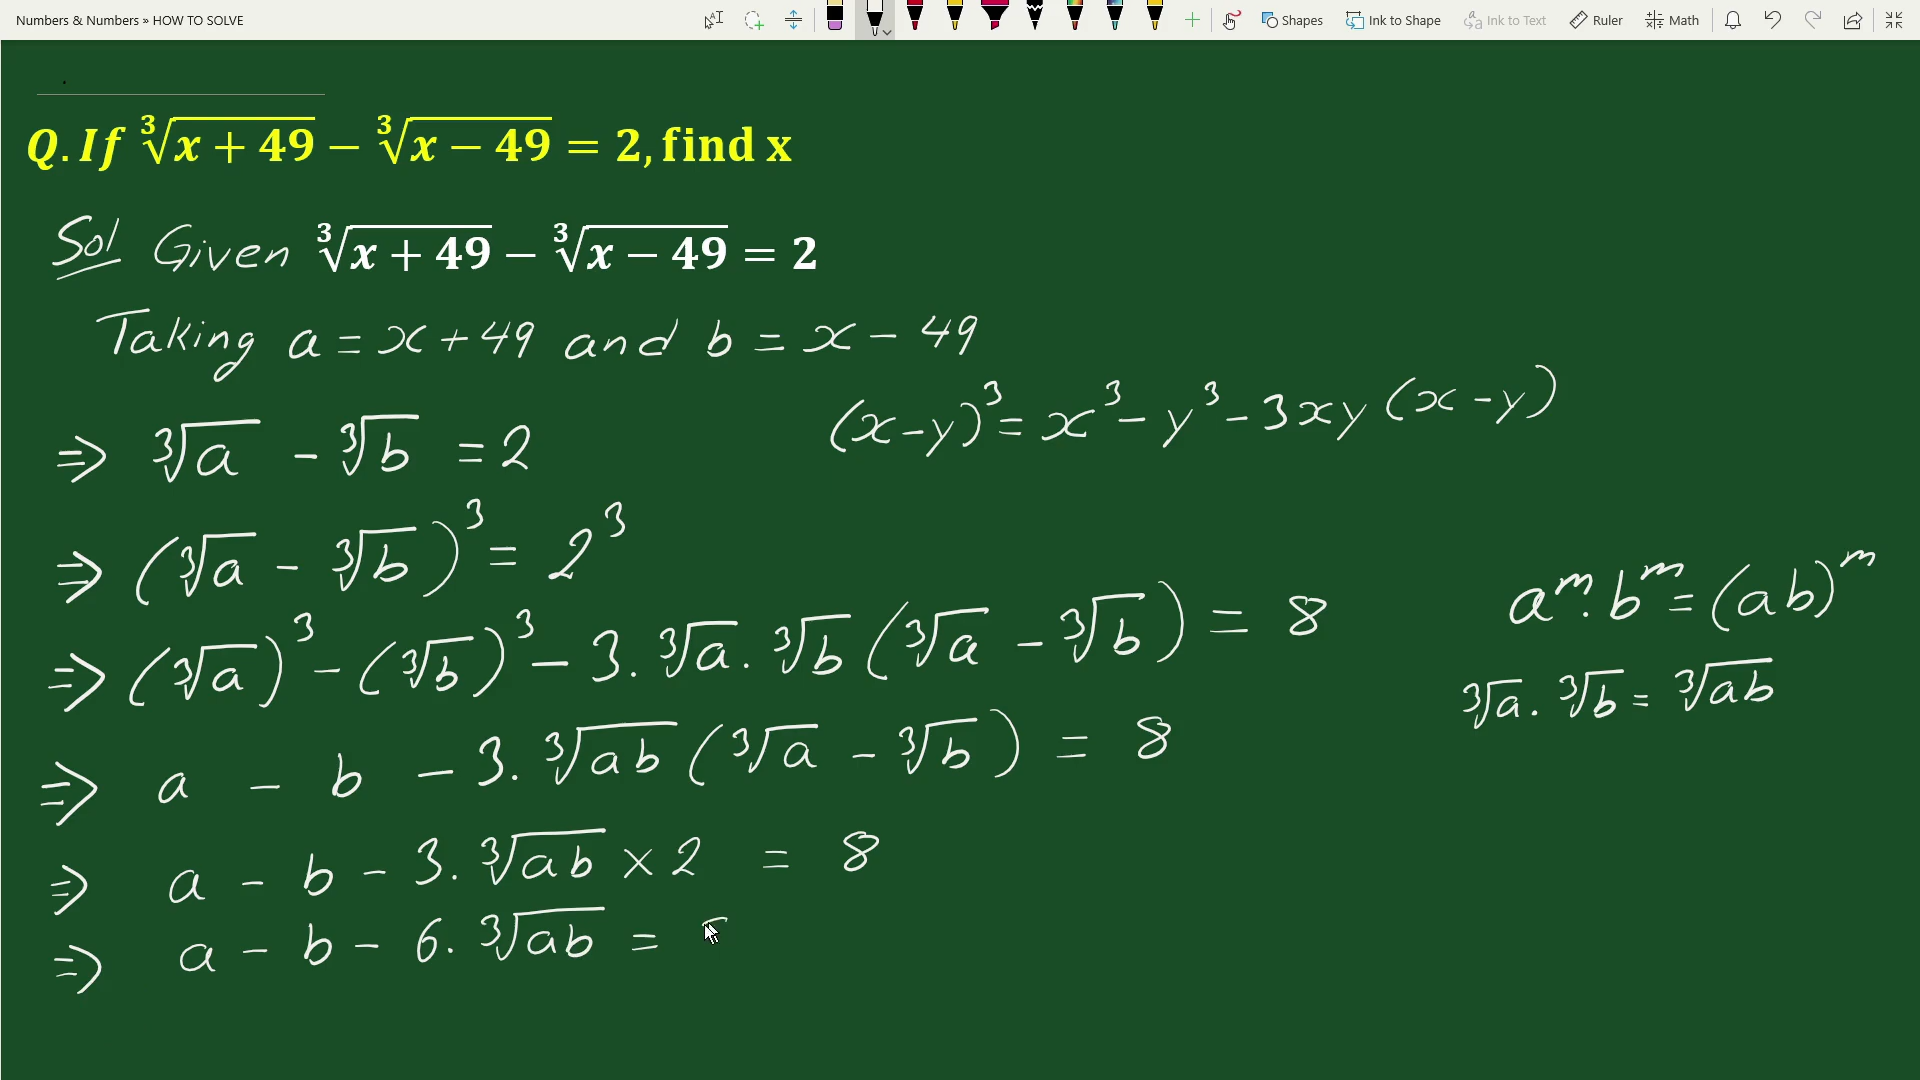 Numbers & Numbers » HOW TO SOLVE
Shapes Ink to Shape Ink to Text Ruler Math
Q. If ∛(x + 49) − ∛(x − 49) = 2, find x
Sol Given ∛(x + 49) − ∛(x − 49) = 2
Taking a = x + 49 and b = x − 49
(x−y)³ = x³ − y³ − 3xy (x − y)
⇒ ∛a − ∛b = 2
⇒ (∛a − ∛b)³ = 2³
aᵐ. bᵐ = (ab)ᵐ
⇒ (∛a)³ − (∛b)³ − 3. ∛a. ∛b (∛a − ∛b) = 8
∛a. ∛b = ∛ab
⇒ a − b − 3. ∛ab (∛a − ∛b) = 8
⇒ a − b − 3. ∛ab × 2 = 8
⇒ a − b − 6. ∛ab =